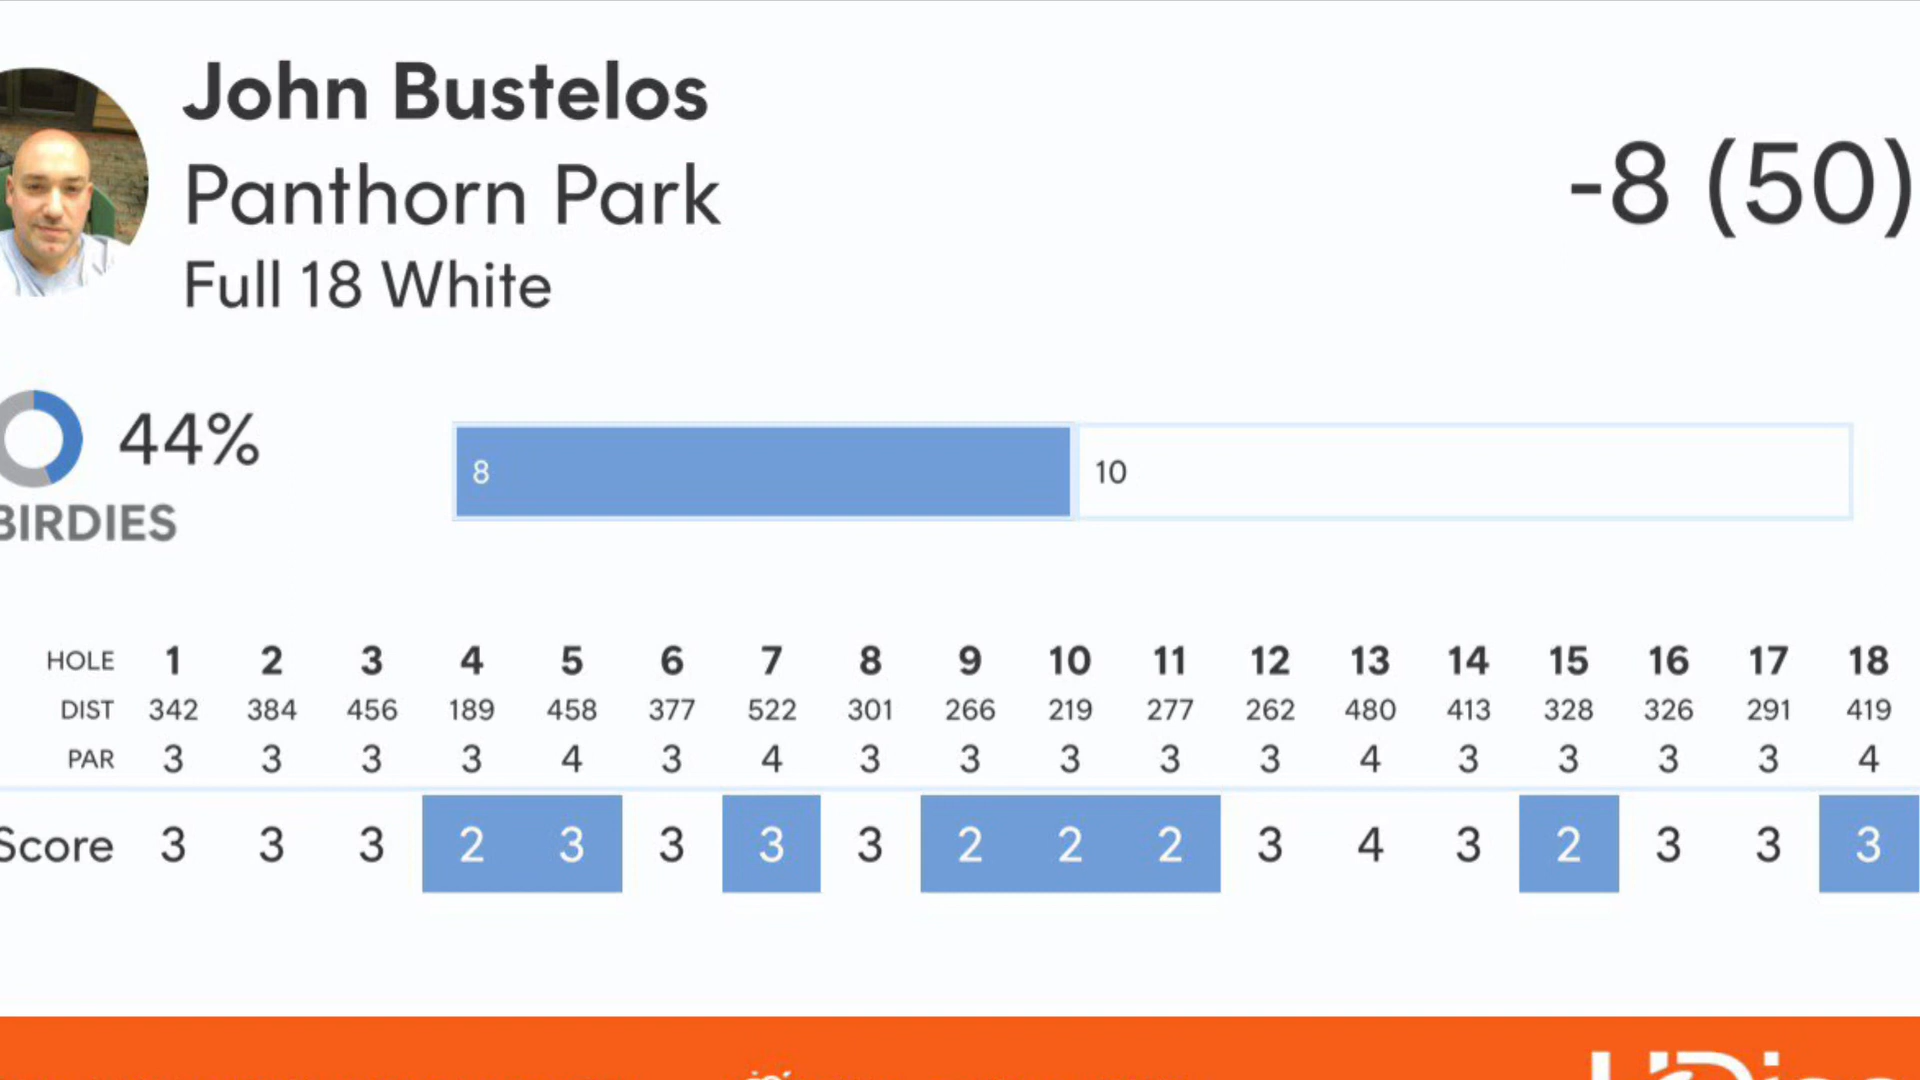 John Bustelos
Panthorn Park
Full 18 White
-8 (50)
44%
BIRDIES
8 10
HOLE 1 2 3 4 5 6 7 8 9 10 11 12 13 14 15 16 17 18
DIST 342 384 456 189 458 377 522 301 266 219 277 262 480 413 328 326 291 419
PAR 3 3 3 3 4 3 4 3 3 3 3 3 4 3 3 3 3 4
Score 3 3 3 2 3 3 3 3 2 2 2 3 4 3 2 3 3 3